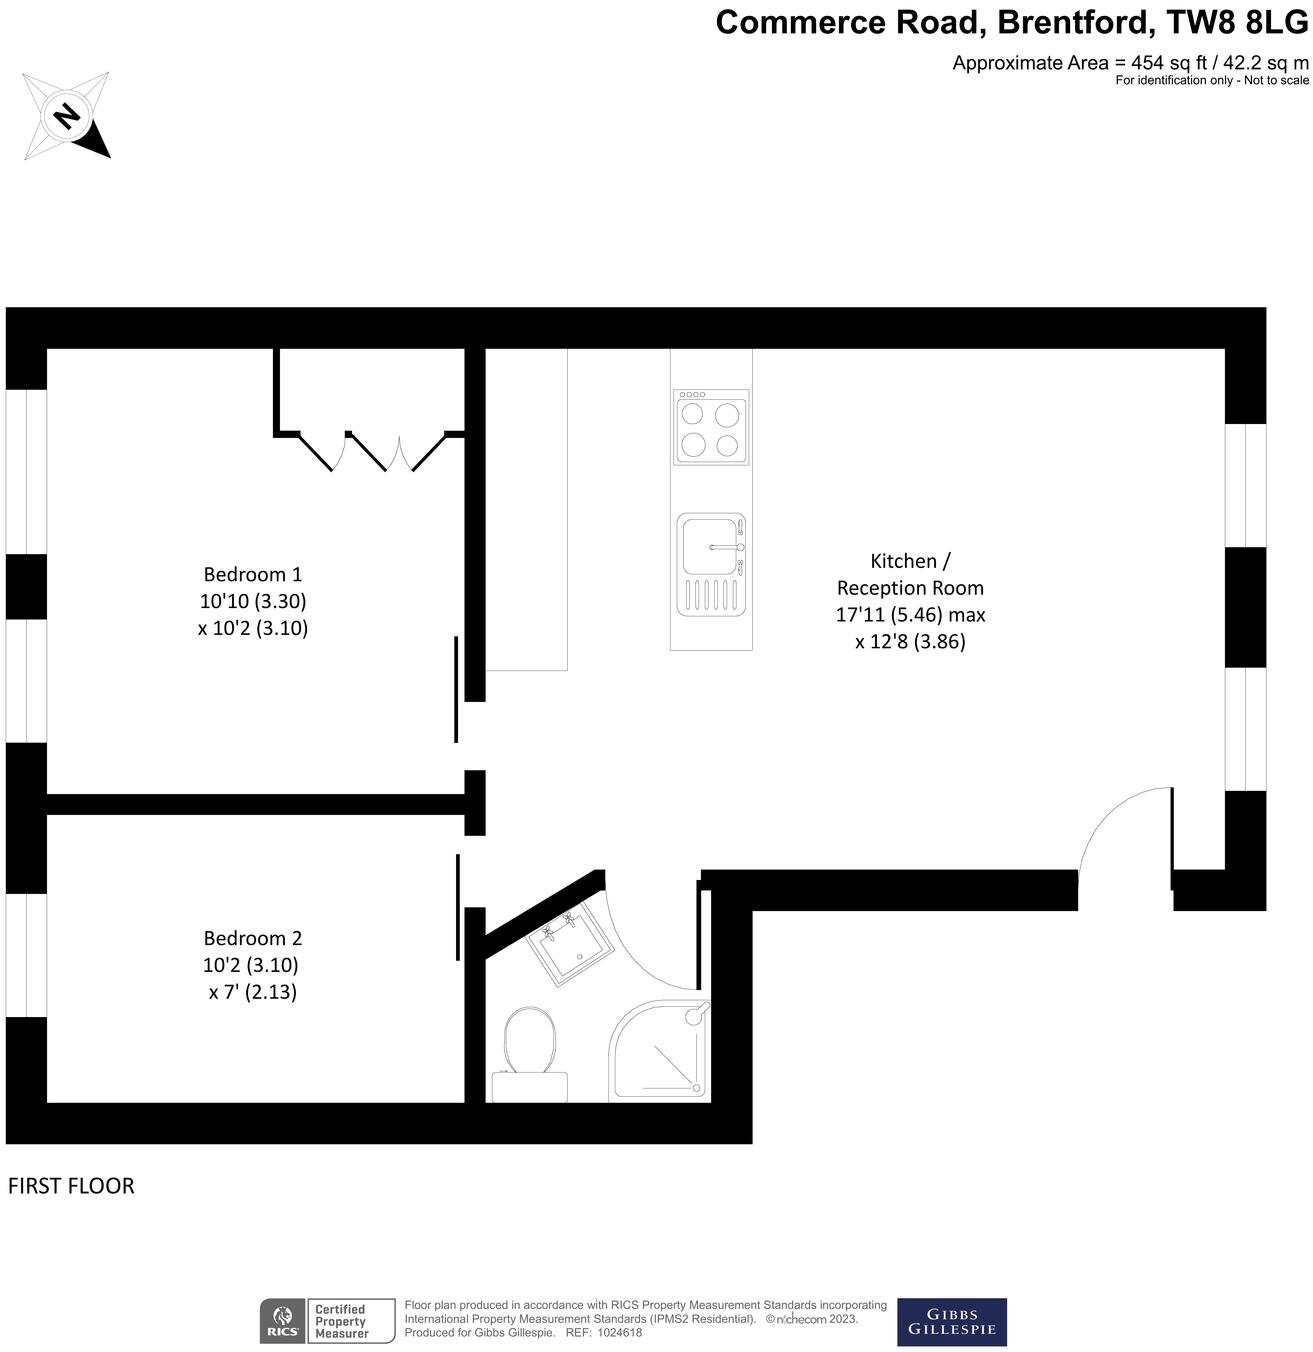 Commerce Road, Brentford, TW8 8LG
Approximate Area = 454 sq ft / 42.2 sq m
For identification only - Not to scale
N
Bedroom 1
10'10 (3.30)
x 10'2 (3.10)
Kitchen /
Reception Room
17'11 (5.46) max
x 12'8 (3.86)
Bedroom 2
10'2 (3.10)
x 7' (2.13)
FIRST FLOOR
RICS
Certified
Property
Measurer
Floor plan produced in accordance with RICS Property Measurement Standards incorporating
International Property Measurement Standards (IPMS2 Residential). © nichecom 2023.
Produced for Gibbs Gillespie. REF: 1024618
GIBBS
GILLESPIE